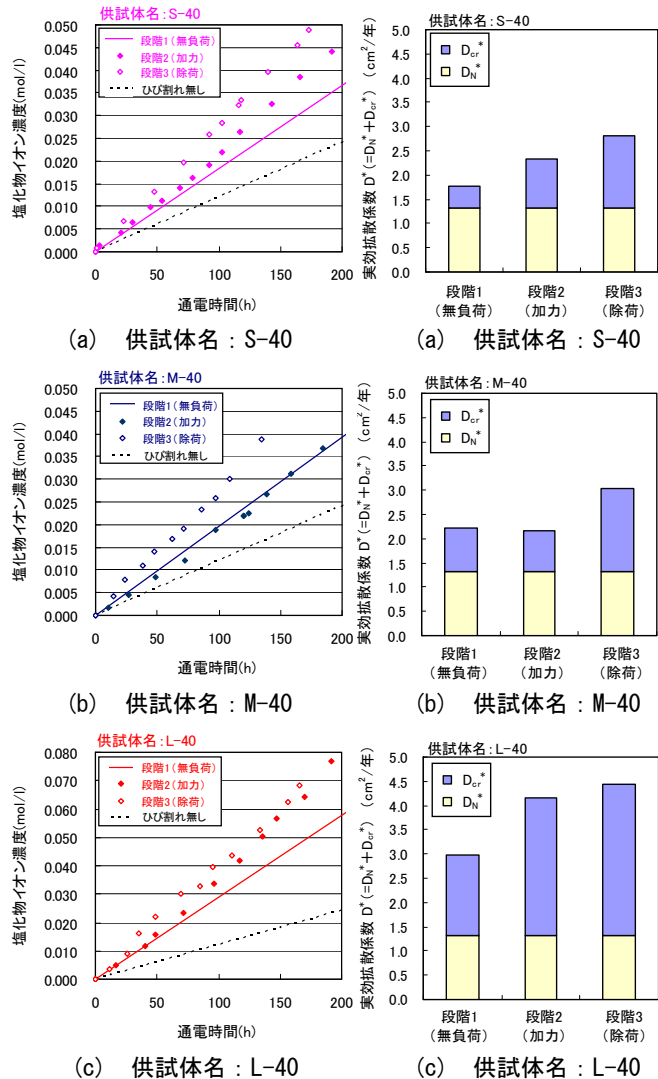 供試体名:S-40
塩化物イオン濃度(mol/l)
0.050
0.045
0.040
0.035
0.030
0.025
0.020
0.015
0.010
0.005
0.000
段階1(無負荷)
段階2(加力)
段階3(除荷)
ひび割れ無し
0
50
100
150
200
通電時間(h)
(a) 供試体名：S-40
供試体名:S-40
実効拡散係数 D*(=D_N*+D_cr*) (cm²/年)
5.0
4.5
4.0
3.5
3.0
2.5
2.0
1.5
1.0
0.5
0.0
D_cr*
D_N*
段階1
(無負荷)
段階2
(加力)
段階3
(除荷)
(a) 供試体名：S-40
供試体名:M-40
塩化物イオン濃度(mol/l)
0.050
0.045
0.040
0.035
0.030
0.025
0.020
0.015
0.010
0.005
0.000
段階1(無負荷)
段階2(加力)
段階3(除荷)
ひび割れ無し
0
50
100
150
200
通電時間(h)
(b) 供試体名：M-40
供試体名:M-40
実効拡散係数 D*(=D_N*+D_cr*) (cm²/年)
5.0
4.5
4.0
3.5
3.0
2.5
2.0
1.5
1.0
0.5
0.0
D_cr*
D_N*
段階1
(無負荷)
段階2
(加力)
段階3
(除荷)
(b) 供試体名：M-40
供試体名:L-40
塩化物イオン濃度(mol/l)
0.080
0.070
0.060
0.050
0.040
0.030
0.020
0.010
0.000
段階1(無負荷)
段階2(加力)
段階3(除荷)
ひび割れ無し
0
50
100
150
200
通電時間(h)
(c) 供試体名：L-40
供試体名:L-40
実効拡散係数 D*(=D_N*+D_cr*) (cm²/年)
5.0
4.5
4.0
3.5
3.0
2.5
2.0
1.5
1.0
0.5
0.0
D_cr*
D_N*
段階1
(無負荷)
段階2
(加力)
段階3
(除荷)
(c) 供試体名：L-40